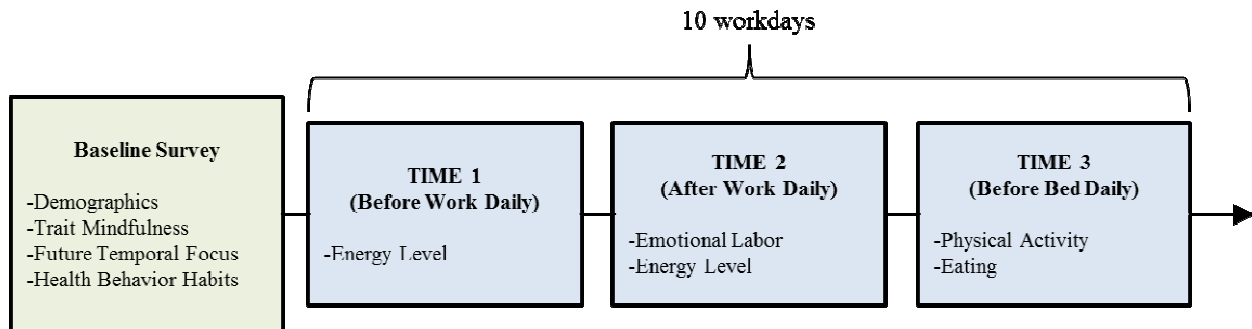 10 workdays
Baseline Survey
-Demographics
-Trait Mindfulness
-Future Temporal Focus
-Health Behavior Habits
TIME 1
(Before Work Daily)
-Energy Level
TIME 2
(After Work Daily)
-Emotional Labor
-Energy Level
TIME 3
(Before Bed Daily)
-Physical Activity
-Eating